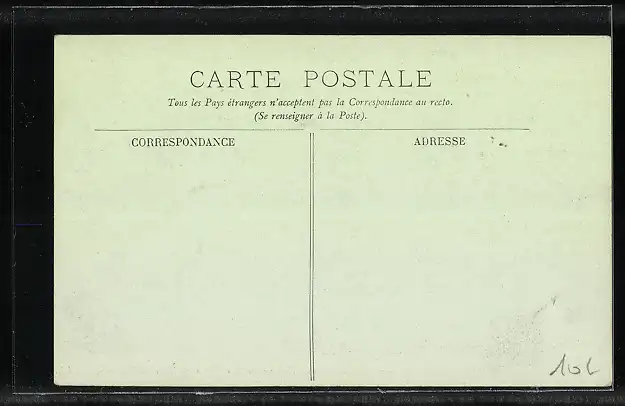 CARTE POSTALE
Tous les Pays étrangers n'acceptent pas la Correspondance au recto.
(Se renseigner à la Poste).
CORRESPONDANCE
ADRESSE